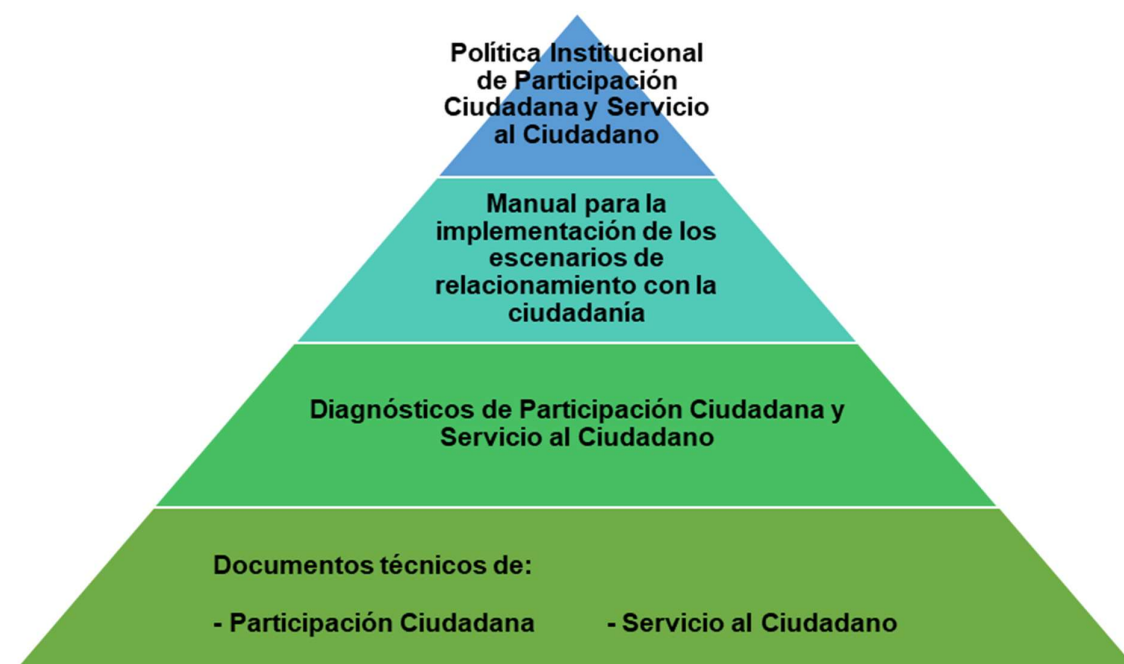 Política Institucional
de Participación
Ciudadana y Servicio
al Ciudadano
Manual para la
implementación de los
escenarios de
relacionamiento con la
ciudadanía
Diagnósticos de Participación Ciudadana y
Servicio al Ciudadano
Documentos técnicos de:
- Participación Ciudadana - Servicio al Ciudadano